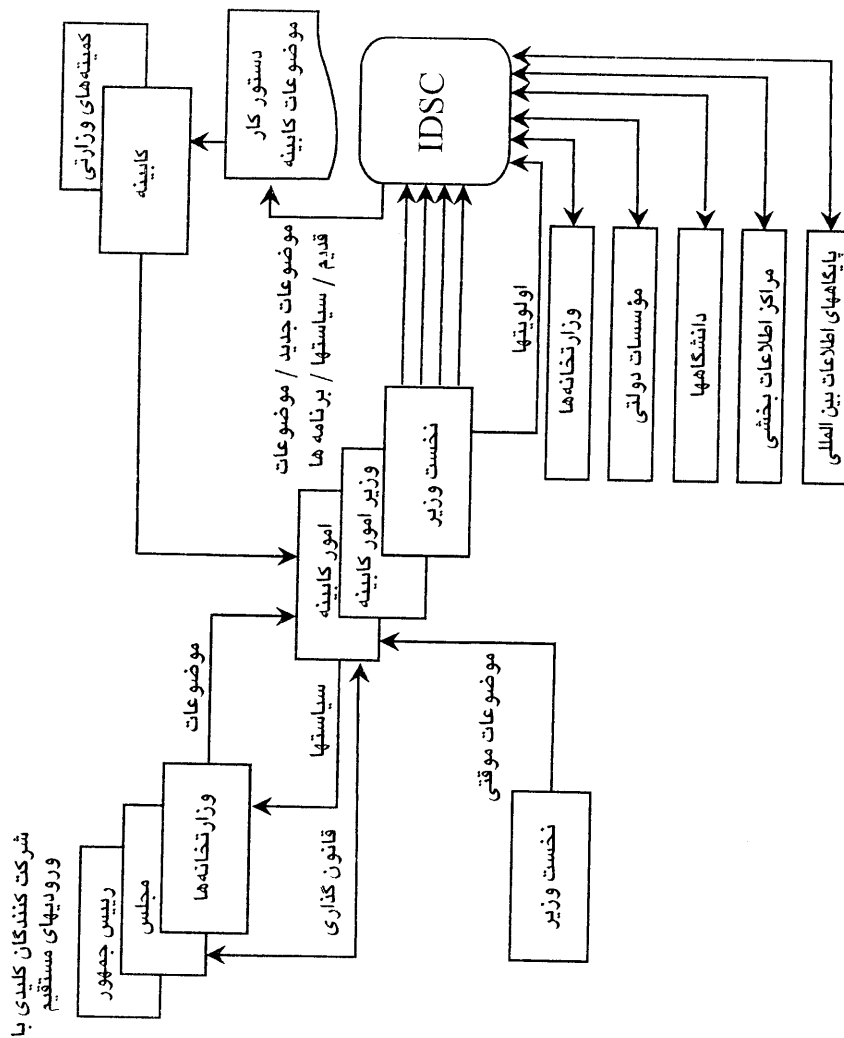 شرکت کنندگان کلیدی با
ورودیهای مستقیم
رییس جمهور
مجلس
وزارتخانه‌ها
موضوعات
سیاستها
قانون گذاری
نخست وزیر
موضوعات موقتی
امور کابینه
وزیر امور کابینه
نخست وزیر
موضوعات جدید / موضوعات
قدیم / سیاستها / برنامه ها
اولویتها
کمیته‌های وزارتی
کابینه
دستور کار
موضوعات کابینه
IDSC
وزارتخانه‌ها
مؤسسات دولتی
دانشگاهها
مراکز اطلاعات بخشی
پایگاههای اطلاعات بین المللی